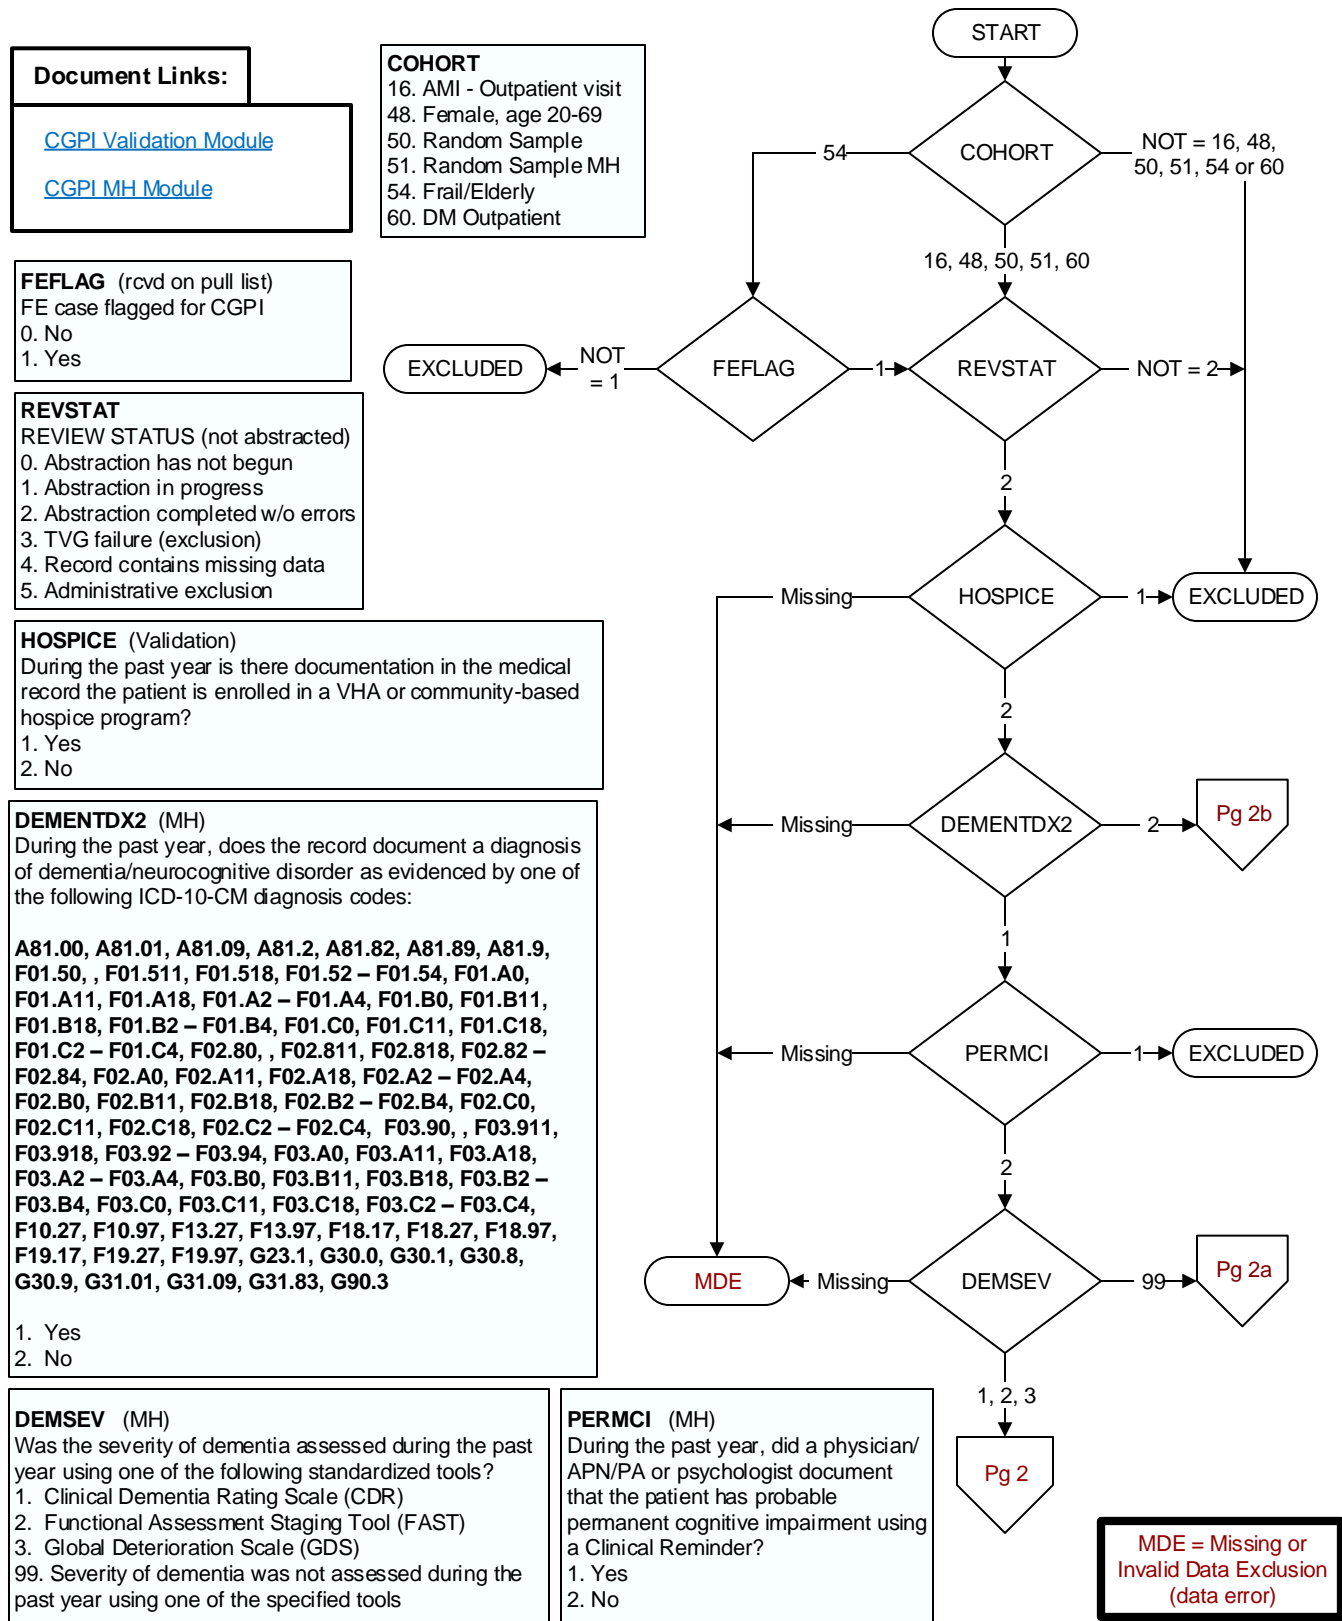 START
Document Links:
CGPI Validation Module
CGPI MH Module
COHORT
16. AMI - Outpatient visit
48. Female, age 20-69
50. Random Sample
51. Random Sample MH
54. Frail/Elderly
60. DM Outpatient
54
COHORT
NOT = 16, 48,
50, 51, 54 or 60
16, 48, 50, 51, 60
FEFLAG (rcvd on pull list)
FE case flagged for CGPI
0. No
1. Yes
EXCLUDED
NOT
= 1
FEFLAG
1
REVSTAT
NOT = 2
2
REVSTAT
REVIEW STATUS (not abstracted)
0. Abstraction has not begun
1. Abstraction in progress
2. Abstraction completed w/o errors
3. TVG failure (exclusion)
4. Record contains missing data
5. Administrative exclusion
Missing
HOSPICE
1
EXCLUDED
2
HOSPICE (Validation)
During the past year is there documentation in the medical
record the patient is enrolled in a VHA or community-based
hospice program?
1. Yes
2. No
Missing
DEMENTDX2
2
Pg 2b
1
DEMENTDX2 (MH)
During the past year, does the record document a diagnosis
of dementia/neurocognitive disorder as evidenced by one of
the following ICD-10-CM diagnosis codes:
A81.00, A81.01, A81.09, A81.2, A81.82, A81.89, A81.9,
F01.50, , F01.511, F01.518, F01.52 – F01.54, F01.A0,
F01.A11, F01.A18, F01.A2 – F01.A4, F01.B0, F01.B11,
F01.B18, F01.B2 – F01.B4, F01.C0, F01.C11, F01.C18,
F01.C2 – F01.C4, F02.80, , F02.811, F02.818, F02.82 –
F02.84, F02.A0, F02.A11, F02.A18, F02.A2 – F02.A4,
F02.B0, F02.B11, F02.B18, F02.B2 – F02.B4, F02.C0,
F02.C11, F02.C18, F02.C2 – F02.C4, F03.90, , F03.911,
F03.918, F03.92 – F03.94, F03.A0, F03.A11, F03.A18,
F03.A2 – F03.A4, F03.B0, F03.B11, F03.B18, F03.B2 –
F03.B4, F03.C0, F03.C11, F03.C18, F03.C2 – F03.C4,
F10.27, F10.97, F13.27, F13.97, F18.17, F18.27, F18.97,
F19.17, F19.27, F19.97, G23.1, G30.0, G30.1, G30.8,
G30.9, G31.01, G31.09, G31.83, G90.3
1. Yes
2. No
Missing
PERMCI
1
EXCLUDED
2
MDE
Missing
DEMSEV
99
Pg 2a
1, 2, 3
Pg 2
DEMSEV (MH)
Was the severity of dementia assessed during the past
year using one of the following standardized tools?
1. Clinical Dementia Rating Scale (CDR)
2. Functional Assessment Staging Tool (FAST)
3. Global Deterioration Scale (GDS)
99. Severity of dementia was not assessed during the
past year using one of the specified tools
PERMCI (MH)
During the past year, did a physician/
APN/PA or psychologist document
that the patient has probable
permanent cognitive impairment using
a Clinical Reminder?
1. Yes
2. No
MDE = Missing or
Invalid Data Exclusion
(data error)